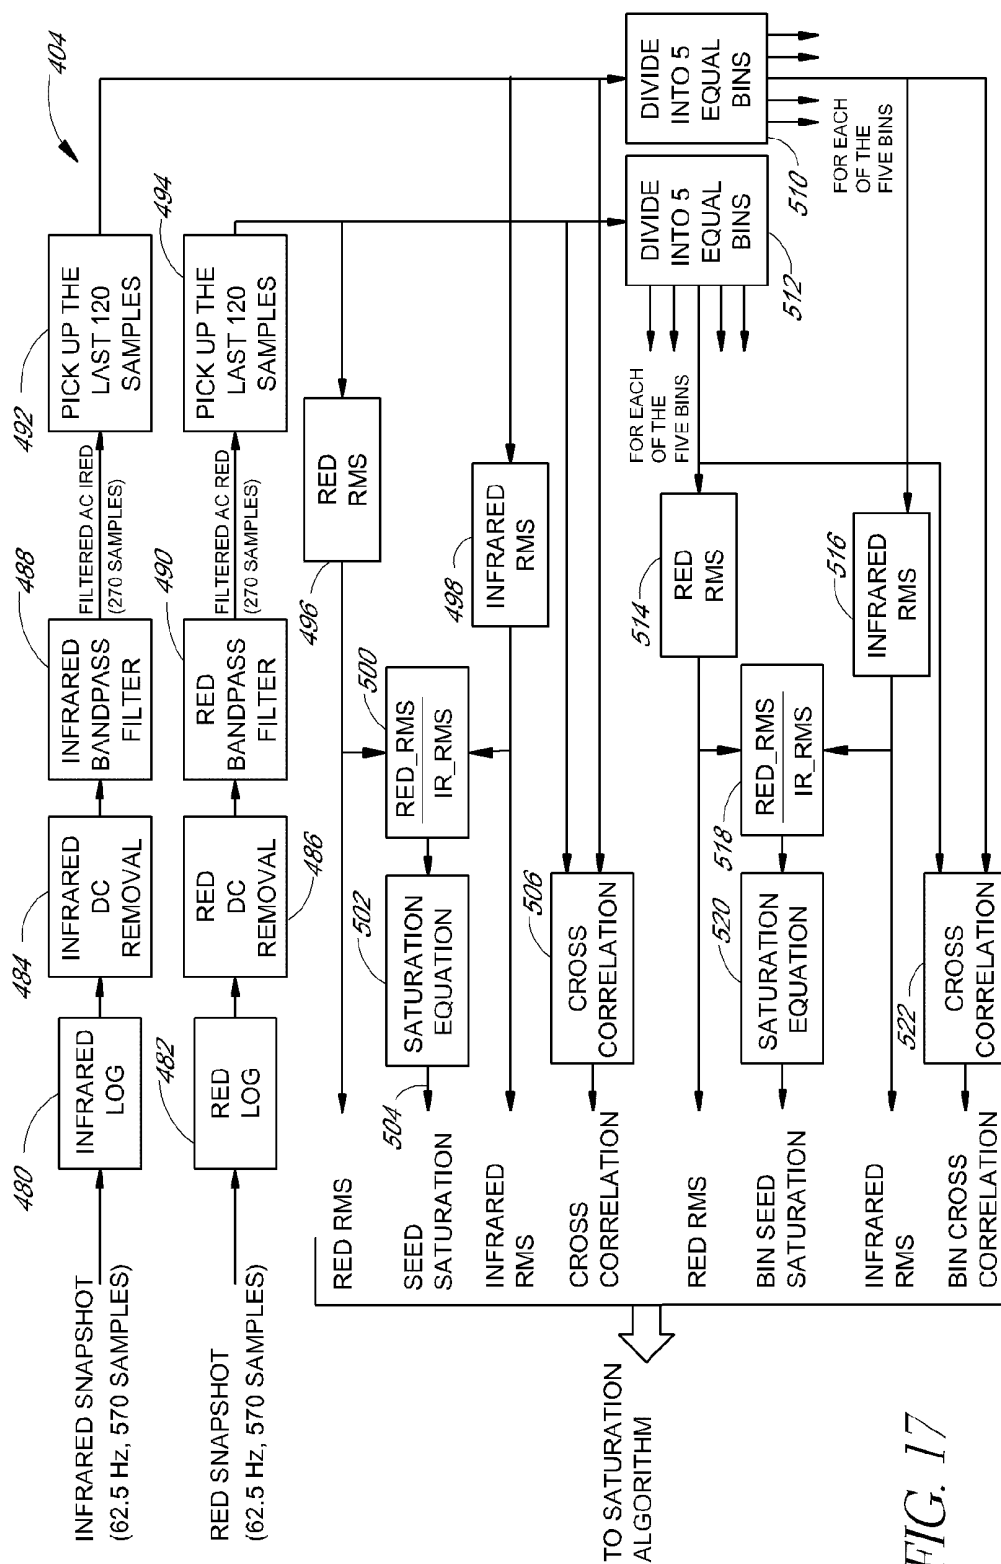 404
INFRARED SNAPSHOT
(62.5 Hz, 570 SAMPLES)
480
INFRARED
LOG
484
INFRARED
DC
REMOVAL
488
INFRARED
BANDPASS
FILTER
FILTERED AC IRED
(270 SAMPLES)
492
PICK UP THE
LAST 120
SAMPLES
RED SNAPSHOT
(62.5 Hz, 570 SAMPLES)
482
RED
LOG
486
RED
DC
REMOVAL
490
RED
BANDPASS
FILTER
FILTERED AC RED
(270 SAMPLES)
494
PICK UP THE
LAST 120
SAMPLES
RED RMS
496
RED
RMS
SEED
SATURATION
504
502
SATURATION
EQUATION
500
RED_RMS
IR_RMS
INFRARED
RMS
498
INFRARED
RMS
CROSS
CORRELATION
506
CROSS
CORRELATION
512
DIVIDE
INTO 5
EQUAL
BINS
510
DIVIDE
INTO 5
EQUAL
BINS
FOR EACH
OF THE
FIVE BINS
FOR EACH
OF THE
FIVE BINS
RED RMS
514
RED
RMS
BIN SEED
SATURATION
520
SATURATION
EQUATION
518
RED_RMS
IR_RMS
INFRARED
RMS
516
INFRARED
RMS
BIN CROSS
CORRELATION
522
CROSS
CORRELATION
TO SATURATION
ALGORITHM
FIG. 17